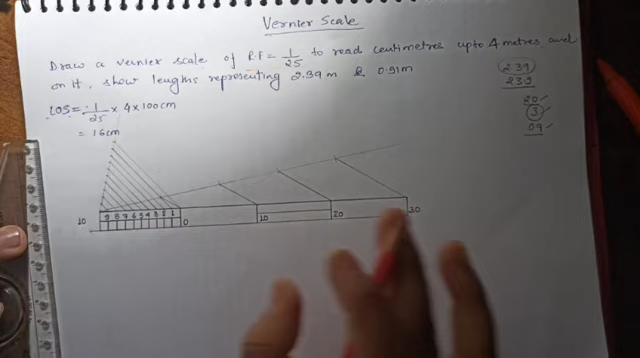 Vernier Scale
Draw a vernier scale of R.F = 1/25 to read centimetres upto 4 metres and
on it, show lengths representing 2.39 m & 0.91m
LOS = 1/25 x 4 x 100cm
= 16cm
2.39
239
20
3
09
10 9 8 7 6 5 4 3 2 1 0 10 20 30